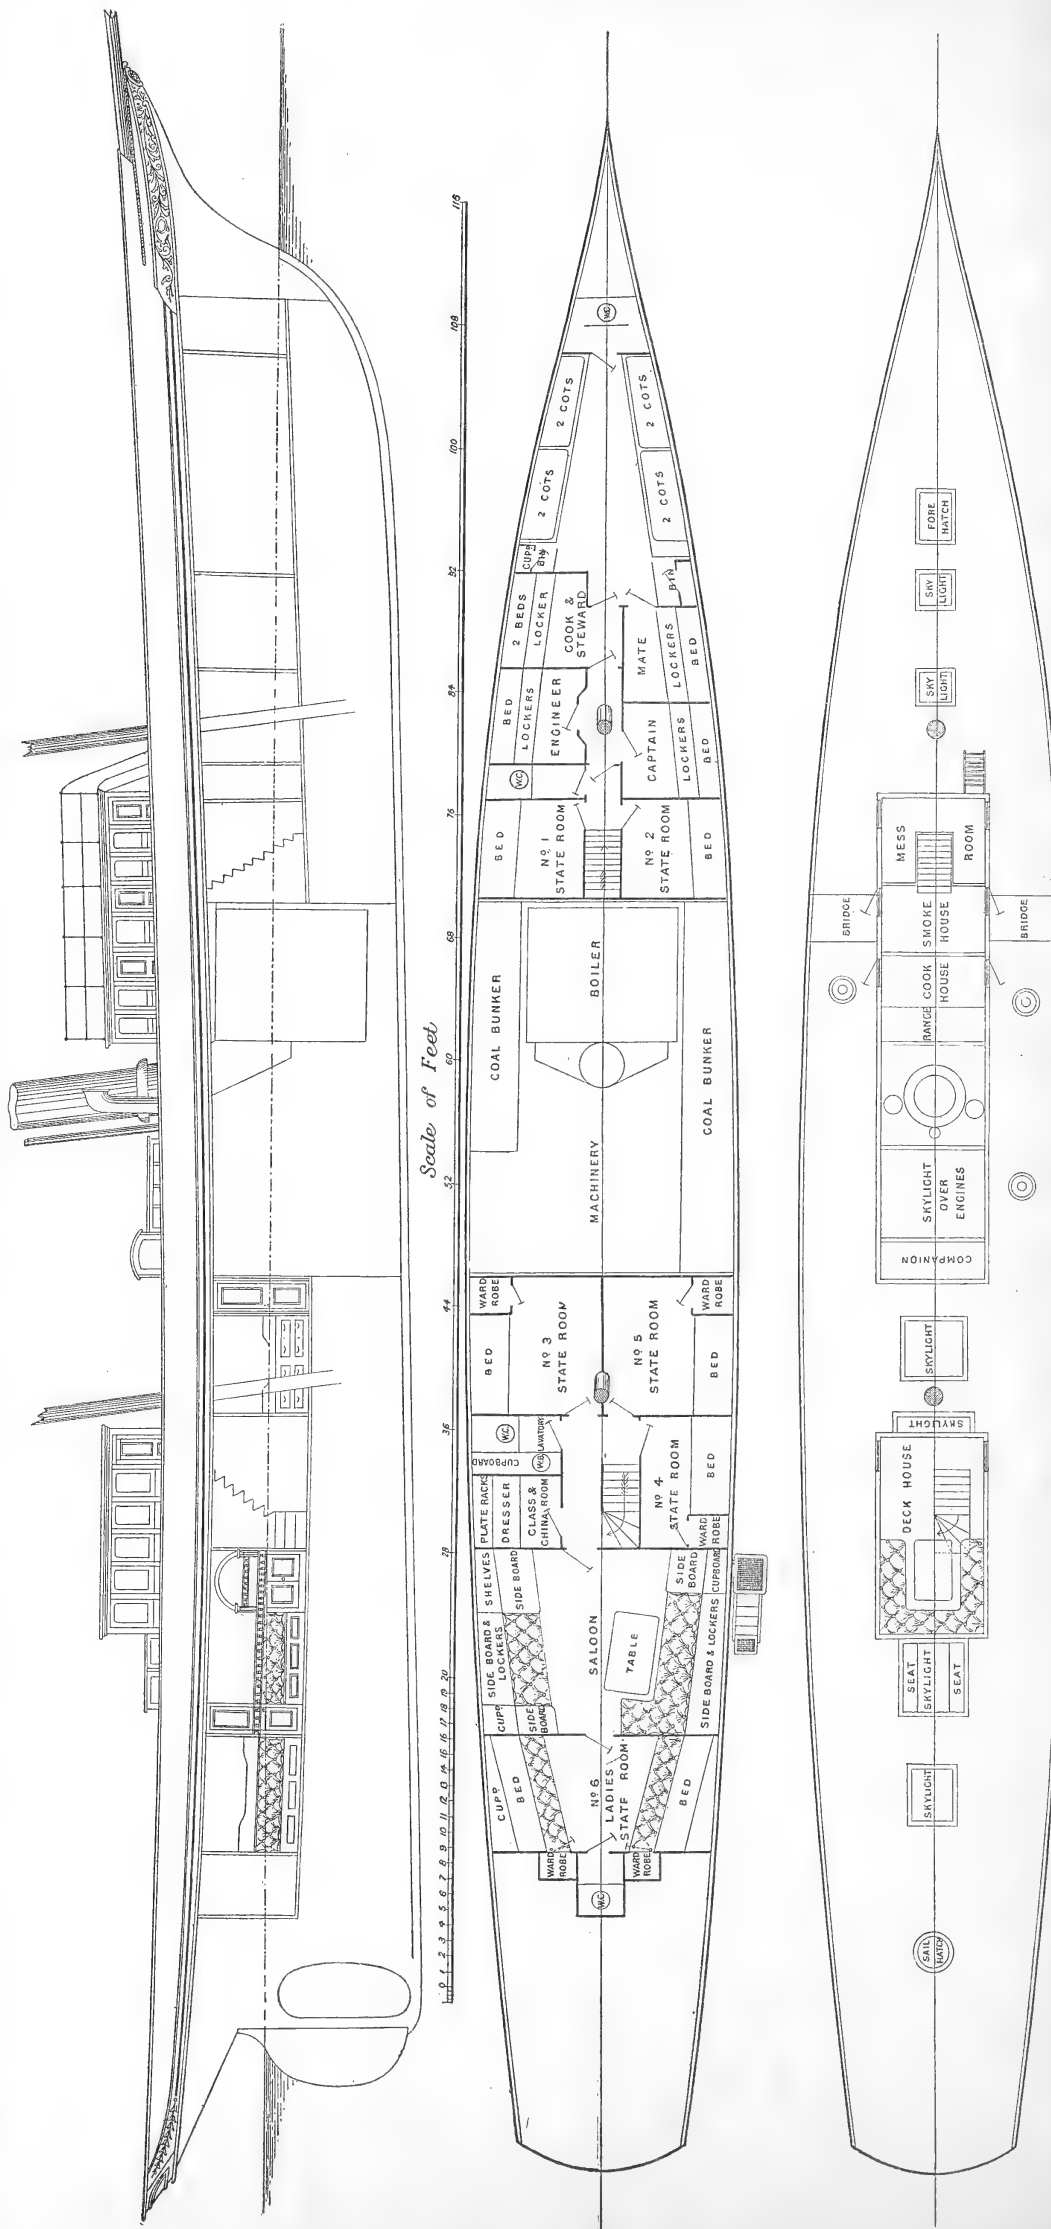 Scale of Feet
0 1 2 3 4 5 6 7 8 9 10 11 12 13 14 15 16 17 18 19 20 28 36 44 52 60 68 76 84 92 100 108 116
W.C
2 COTS
2 COTS
2 COTS
2 COTS
CUPD
BIN
BIN
2 BEDS
LOCKER
COOK &
STEWARD
MATE
LOCKERS
BED
BED
LOCKERS
ENGINEER
CAPTAIN
LOCKERS
BED
W.C
BED
No 1
STATE ROOM
No 2
STATE ROOM
BED
COAL BUNKER
BOILER
MACHINERY
COAL BUNKER
WARD
ROBE
WARD
ROBE
BED
No 3
STATE ROOM
No 5
STATE ROOM
BED
W.C
LAVATORY
CUPBOARD
W.B
PLATE RACKS
DRESSER
GLASS &
CHINA ROOM
No 4
STATE ROOM
BED
WARD
ROBE
SHELVES
SIDE BOARD
SIDE
BOARD
CUPBOARD
SIDE BOARD &
LOCKERS
SALOON
TABLE
SIDE BOARD & LOCKERS
CUPD
SIDE
BOARD
CUPD
BED
No 6
LADIES
STATE ROOM
BED
WARD
ROBE
WARD
ROBE
W.C
FORE
HATCH
SKY
LIGHT
SKY
LIGHT
MESS
ROOM
BRIDGE
SMOKE
HOUSE
BRIDGE
COOK
HOUSE
RANGE
SKYLIGHT
OVER
ENGINES
COMPANION
SKYLIGHT
SKYLIGHT
DECK HOUSE
SEAT
SKYLIGHT
SEAT
SKYLIGHT
SAIL
HATCH